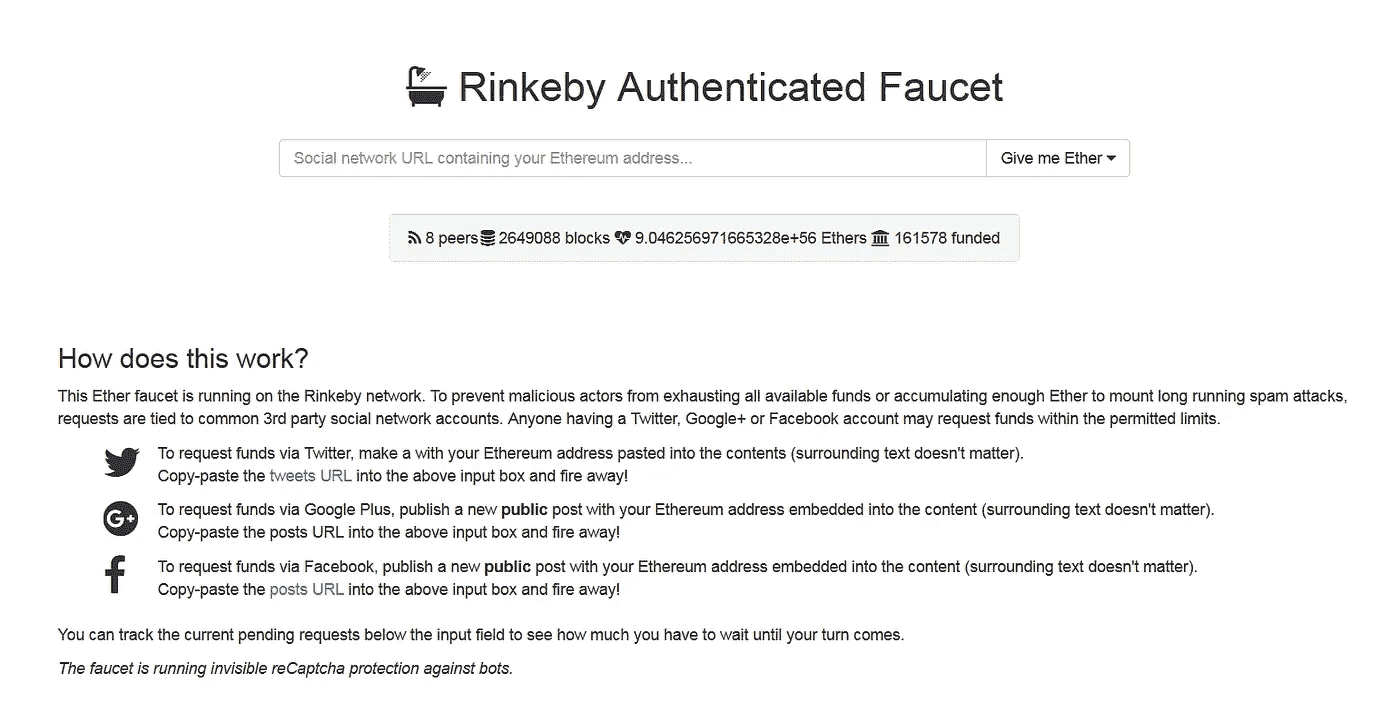 Rinkeby Authenticated Faucet
Social network URL containing your Ethereum address...
Give me Ether
8 peers 2649088 blocks 9.046256971665328e+56 Ethers 161578 funded
How does this work?
This Ether faucet is running on the Rinkeby network. To prevent malicious actors from exhausting all available funds or accumulating enough Ether to mount long running spam attacks,
requests are tied to common 3rd party social network accounts. Anyone having a Twitter, Google+ or Facebook account may request funds within the permitted limits.
To request funds via Twitter, make a with your Ethereum address pasted into the contents (surrounding text doesn't matter).
Copy-paste the tweets URL into the above input box and fire away!
G+
To request funds via Google Plus, publish a new public post with your Ethereum address embedded into the content (surrounding text doesn't matter).
Copy-paste the posts URL into the above input box and fire away!
To request funds via Facebook, publish a new public post with your Ethereum address embedded into the content (surrounding text doesn't matter).
Copy-paste the posts URL into the above input box and fire away!
You can track the current pending requests below the input field to see how much you have to wait until your turn comes.
The faucet is running invisible reCaptcha protection against bots.